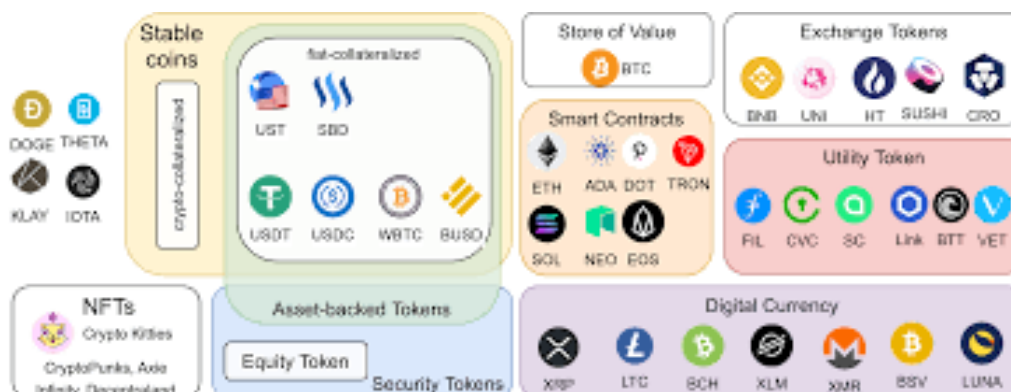 Stable
coins
fiat-collateralized
crypto-collateralized
UST SBD
USDT USDC WBTC BUSD
DOGE THETA
KLAY IOTA
Store of Value
BTC
Smart Contracts
ETH ADA DOT TRON
SOL NEO EOS
Exchange Tokens
BNB UNI HT SUSHI CRO
Utility Token
FIL CVC SC Link BTT VET
NFTs
Crypto Kitties
CryptoPunks, Axie
Infinity, Decentraland
Asset-backed Tokens
Equity Token
Security Tokens
Digital Currency
XRP LTC BCH XLM XMR BSV LUNA